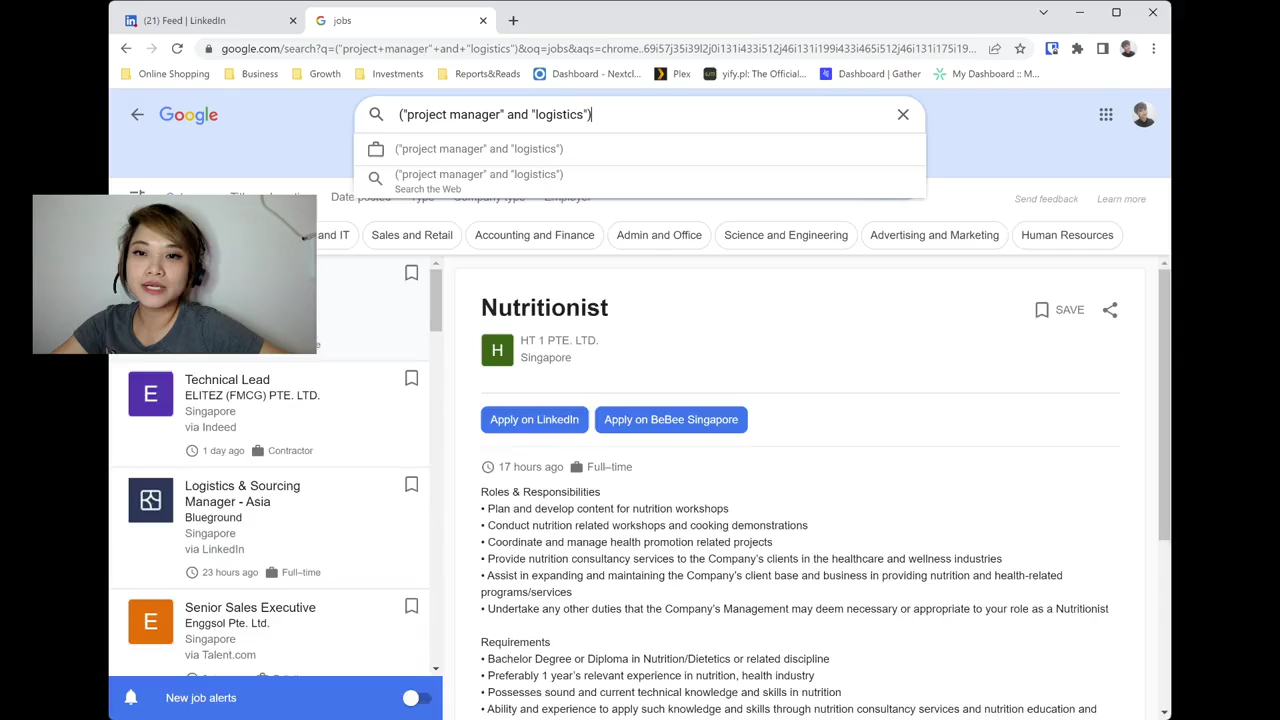 (21) Feed | LinkedIn
jobs
google.com/search?q=("project+manager"+and+"logistics")&oq=jobs&aqs=chrome..69i57j35i39l2j0i131i433i512j46i131i199i433i465i512j46i131i175i19...
Online Shopping
Business
Growth
Investments
Reports&Reads
Dashboard - Nextcl...
Plex
yify.pl: The Official...
Dashboard | Gather
My Dashboard :: M...
Google
("project manager" and "logistics")
("project manager" and "logistics")
("project manager" and "logistics")
Search the Web
Date posted
Type
Company type
Employer
Send feedback
Learn more
and IT
Sales and Retail
Accounting and Finance
Admin and Office
Science and Engineering
Advertising and Marketing
Human Resources
E
Technical Lead
ELITEZ (FMCG) PTE. LTD.
Singapore
via Indeed
1 day ago
Contractor
Logistics & Sourcing
Manager - Asia
Blueground
Singapore
via LinkedIn
23 hours ago
Full–time
E
Senior Sales Executive
Enggsol Pte. Ltd.
Singapore
via Talent.com
New job alerts
Nutritionist
SAVE
H
HT 1 PTE. LTD.
Singapore
Apply on LinkedIn
Apply on BeBee Singapore
17 hours ago
Full–time
Roles & Responsibilities
• Plan and develop content for nutrition workshops
• Conduct nutrition related workshops and cooking demonstrations
• Coordinate and manage health promotion related projects
• Provide nutrition consultancy services to the Company's clients in the healthcare and wellness industries
• Assist in expanding and maintaining the Company's client base and business in providing nutrition and health-related
programs/services
• Undertake any other duties that the Company's Management may deem necessary or appropriate to your role as a Nutritionist
Requirements
• Bachelor Degree or Diploma in Nutrition/Dietetics or related discipline
• Preferably 1 year's relevant experience in nutrition, health industry
• Possesses sound and current technical knowledge and skills in nutrition
• Ability and experience to apply such knowledge and skills through nutrition consultancy services and nutrition education and